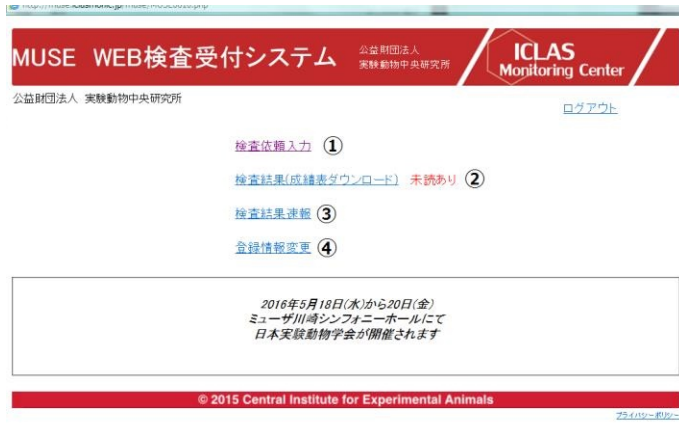 MUSE WEB検査受付システム
公益財団法人
実験動物中央研究所
ICLAS
Monitoring Center
公益財団法人 実験動物中央研究所
ログアウト
検査依頼入力 ①
検査結果(成績表ダウンロード) 未読あり ②
検査結果速報 ③
登録情報変更 ④
2016年5月18日(水)から20日(金)
ミューザ川崎シンフォニーホールにて
日本実験動物学会が開催されます
© 2015 Central Institute for Experimental Animals
プライバシーポリシー